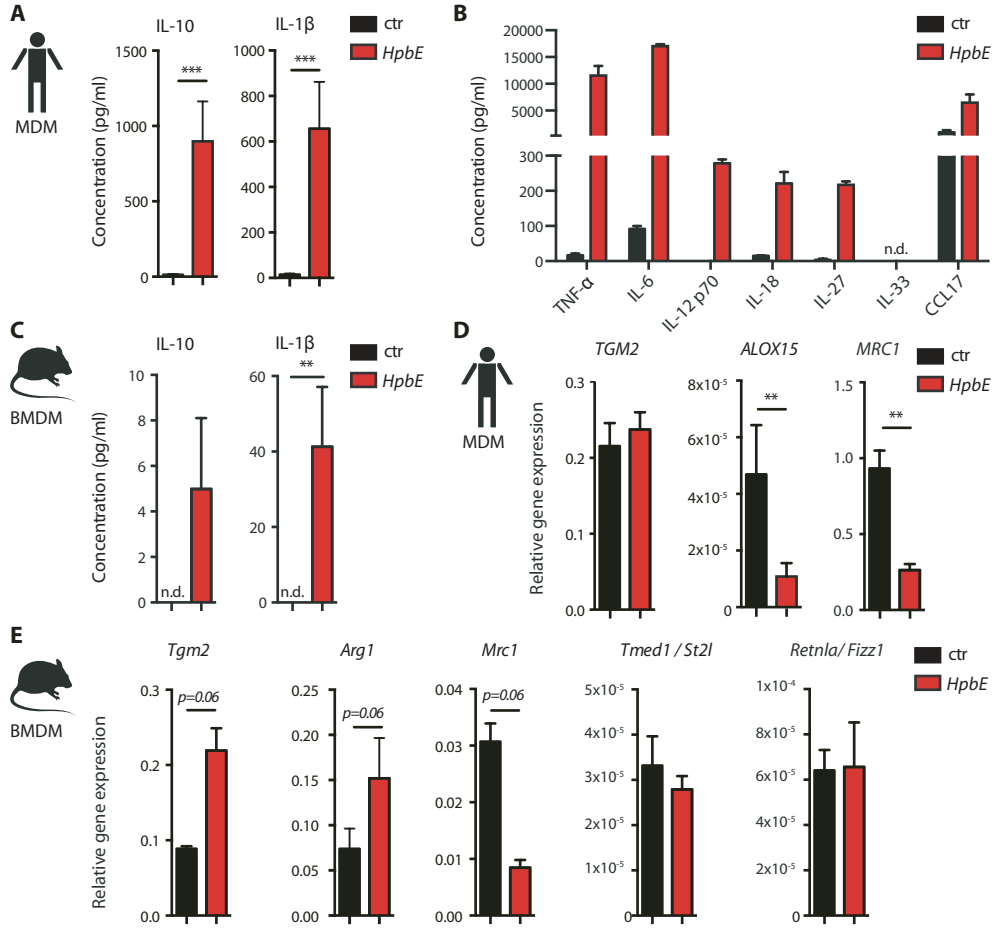 A
IL-10
IL-1β
ctr
HpbE
MDM
Concentration (pg/ml)
1500
1000
500
0
***
1000
800
600
400
200
0
***
B
ctr
HpbE
Concentration (pg/ml)
20000
15000
10000
5000
300
200
100
0
n.d.
TNF-α
IL-6
IL-12 p70
IL-18
IL-27
IL-33
CCL17
C
IL-10
IL-1β
ctr
HpbE
BMDM
Concentration (pg/ml)
10
8
6
4
2
0
n.d.
60
40
20
0
**
n.d.
D
TGM2
ALOX15
MRC1
ctr
HpbE
MDM
Relative gene expression
0.3
0.2
0.1
0.0
8x10⁻⁵
6x10⁻⁵
4x10⁻⁵
2x10⁻⁵
0
**
1.5
1.0
0.5
0.0
**
E
Tgm2
Arg1
Mrc1
Tmed1 / St2l
Retnla/ Fizz1
ctr
HpbE
BMDM
Relative gene expression
0.3
0.2
0.1
0.0
p=0.06
0.25
0.20
0.15
0.10
0.05
0.00
p=0.06
0.04
0.03
0.02
0.01
0.00
p=0.06
5x10⁻⁵
4x10⁻⁵
3x10⁻⁵
2x10⁻⁵
1x10⁻⁵
0
1x10⁻⁴
8x10⁻⁵
6x10⁻⁵
4x10⁻⁵
2x10⁻⁵
0